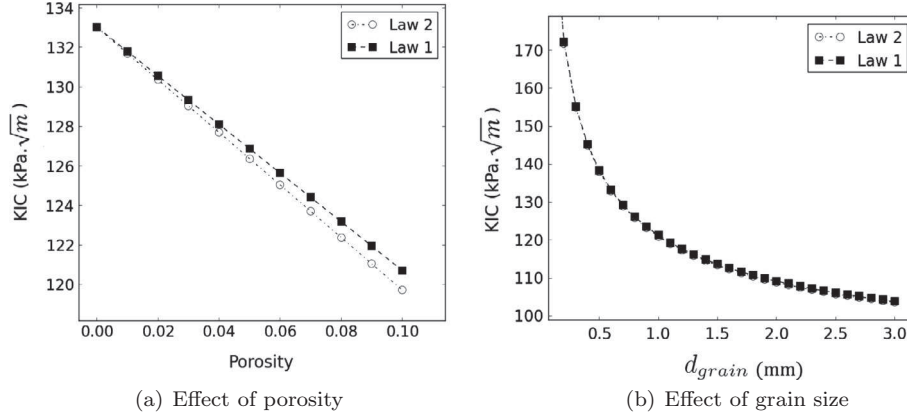 134
132
130
128
126
124
122
120
KIC (kPa.√m)
0.00 0.02 0.04 0.06 0.08 0.10
Porosity
Law 2
Law 1
(a) Effect of porosity
170
160
150
140
130
120
110
100
KIC (kPa.√m)
0.5 1.0 1.5 2.0 2.5 3.0
d_grain (mm)
Law 2
Law 1
(b) Effect of grain size